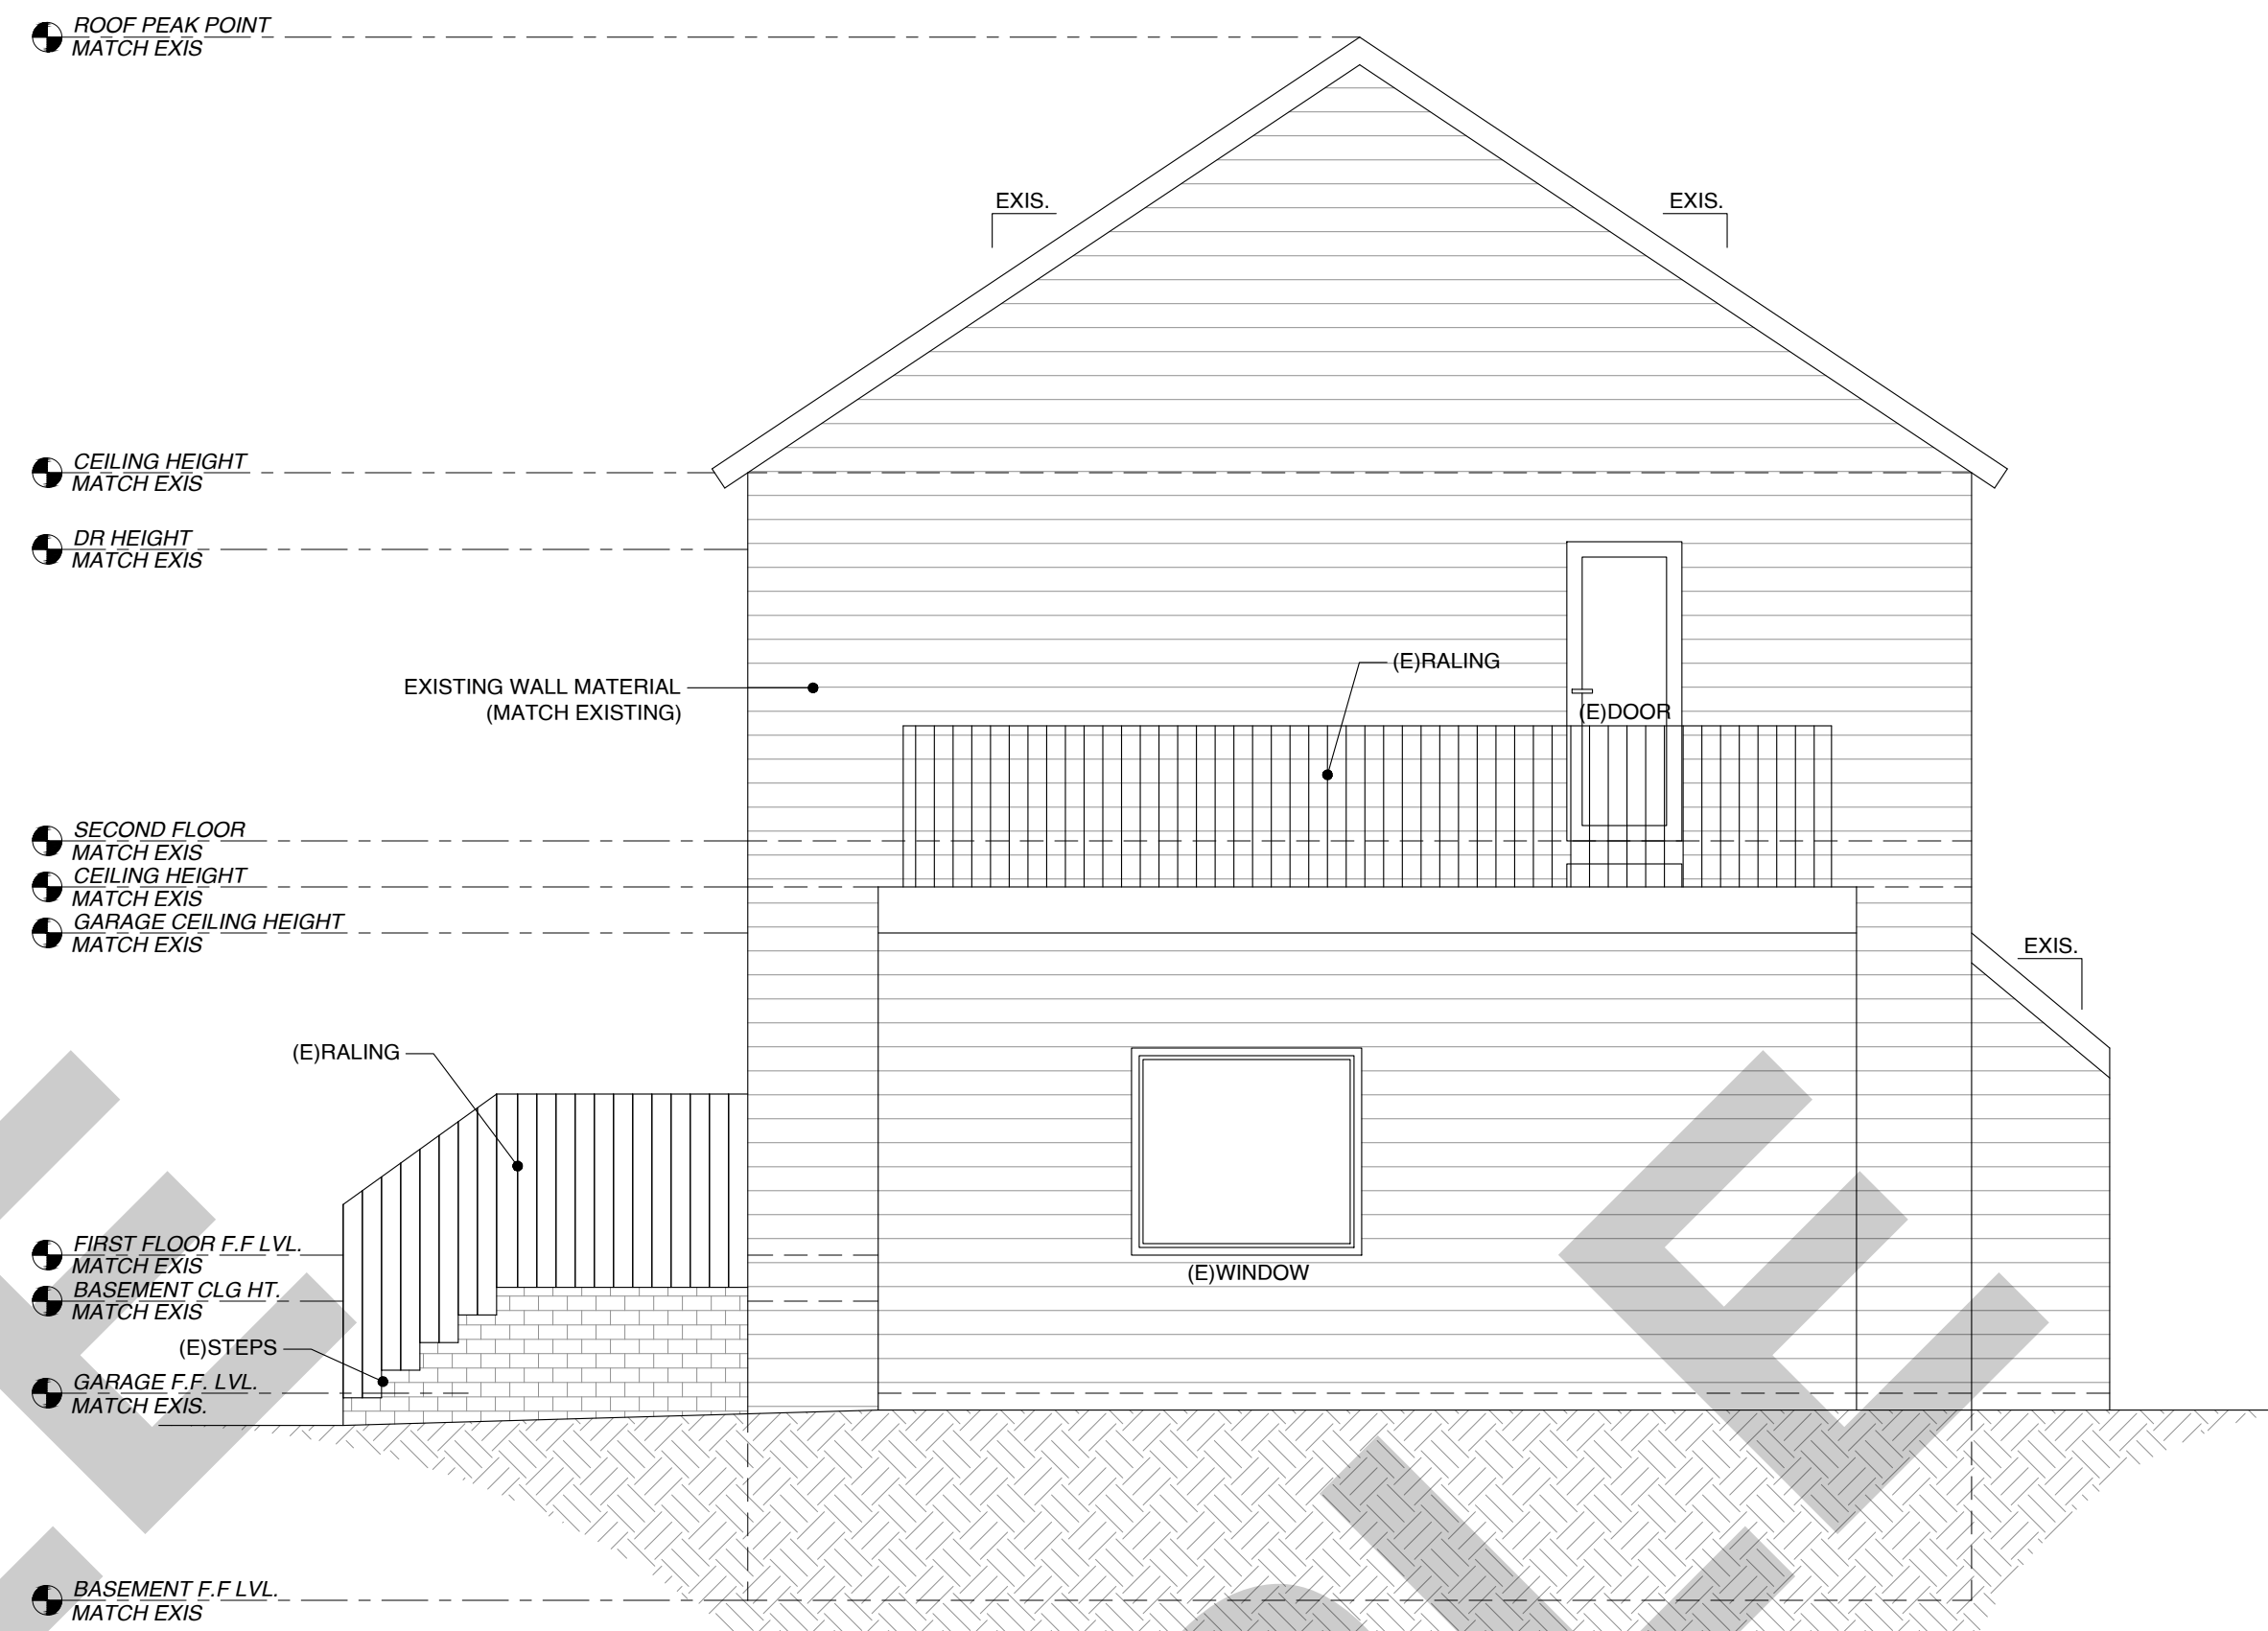 ROOF PEAK POINT
MATCH EXIS
EXIS.
EXIS.
CEILING HEIGHT
MATCH EXIS
DR HEIGHT
MATCH EXIS
(E)RALING
EXISTING WALL MATERIAL
(MATCH EXISTING)
(E)DOOR
SECOND FLOOR
MATCH EXIS
CEILING HEIGHT
MATCH EXIS
GARAGE CEILING HEIGHT
MATCH EXIS
EXIS.
(E)RALING
FIRST FLOOR F.F LVL.
MATCH EXIS
(E)WINDOW
BASEMENT CLG HT.
MATCH EXIS
(E)STEPS
GARAGE F.F. LVL.
MATCH EXIS.
BASEMENT F.F LVL.
MATCH EXIS